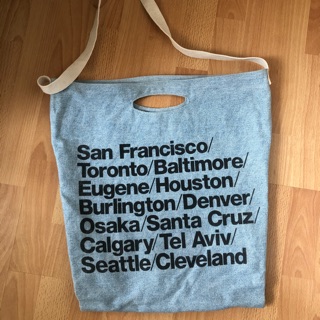 San Francisco/
Toronto/Baltimore/
Eugene/Houston/
Burlington/Denver/
Osaka/Santa Cruz/
Calgary/Tel Aviv/
Seattle/Cleveland